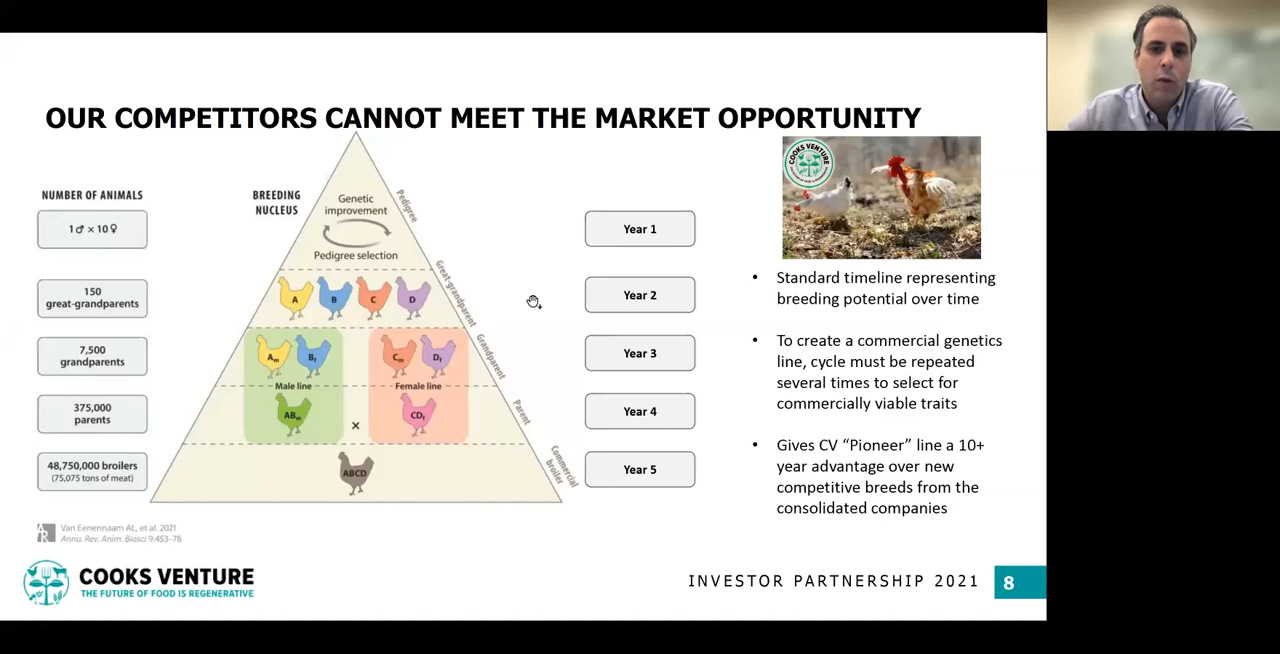 OUR COMPETITORS CANNOT MEET THE MARKET OPPORTUNITY
NUMBER OF ANIMALS
1♂ × 10♀
150
great-grandparents
7,500
grandparents
375,000
parents
48,750,000 broilers
(75,075 tons of meat)
BREEDING
NUCLEUS
Genetic
improvement
Pedigree selection
Pedigree
A B C D
Great-grandparent
Am Bf Cm Df
Grandparent
Male line Female line
ABm × CDf
Parent
ABCD
Commercial
broiler
Year 1
Year 2
Year 3
Year 4
Year 5
COOKS VENTURE
• Standard timeline representing
breeding potential over time
• To create a commercial genetics
line, cycle must be repeated
several times to select for
commercially viable traits
• Gives CV “Pioneer” line a 10+
year advantage over new
competitive breeds from the
consolidated companies
AR
Van Eenennaam AL, et al. 2021
Annu. Rev. Anim. Biosci 9:453–78
COOKS VENTURE
THE FUTURE OF FOOD IS REGENERATIVE
INVESTOR PARTNERSHIP 2021
8